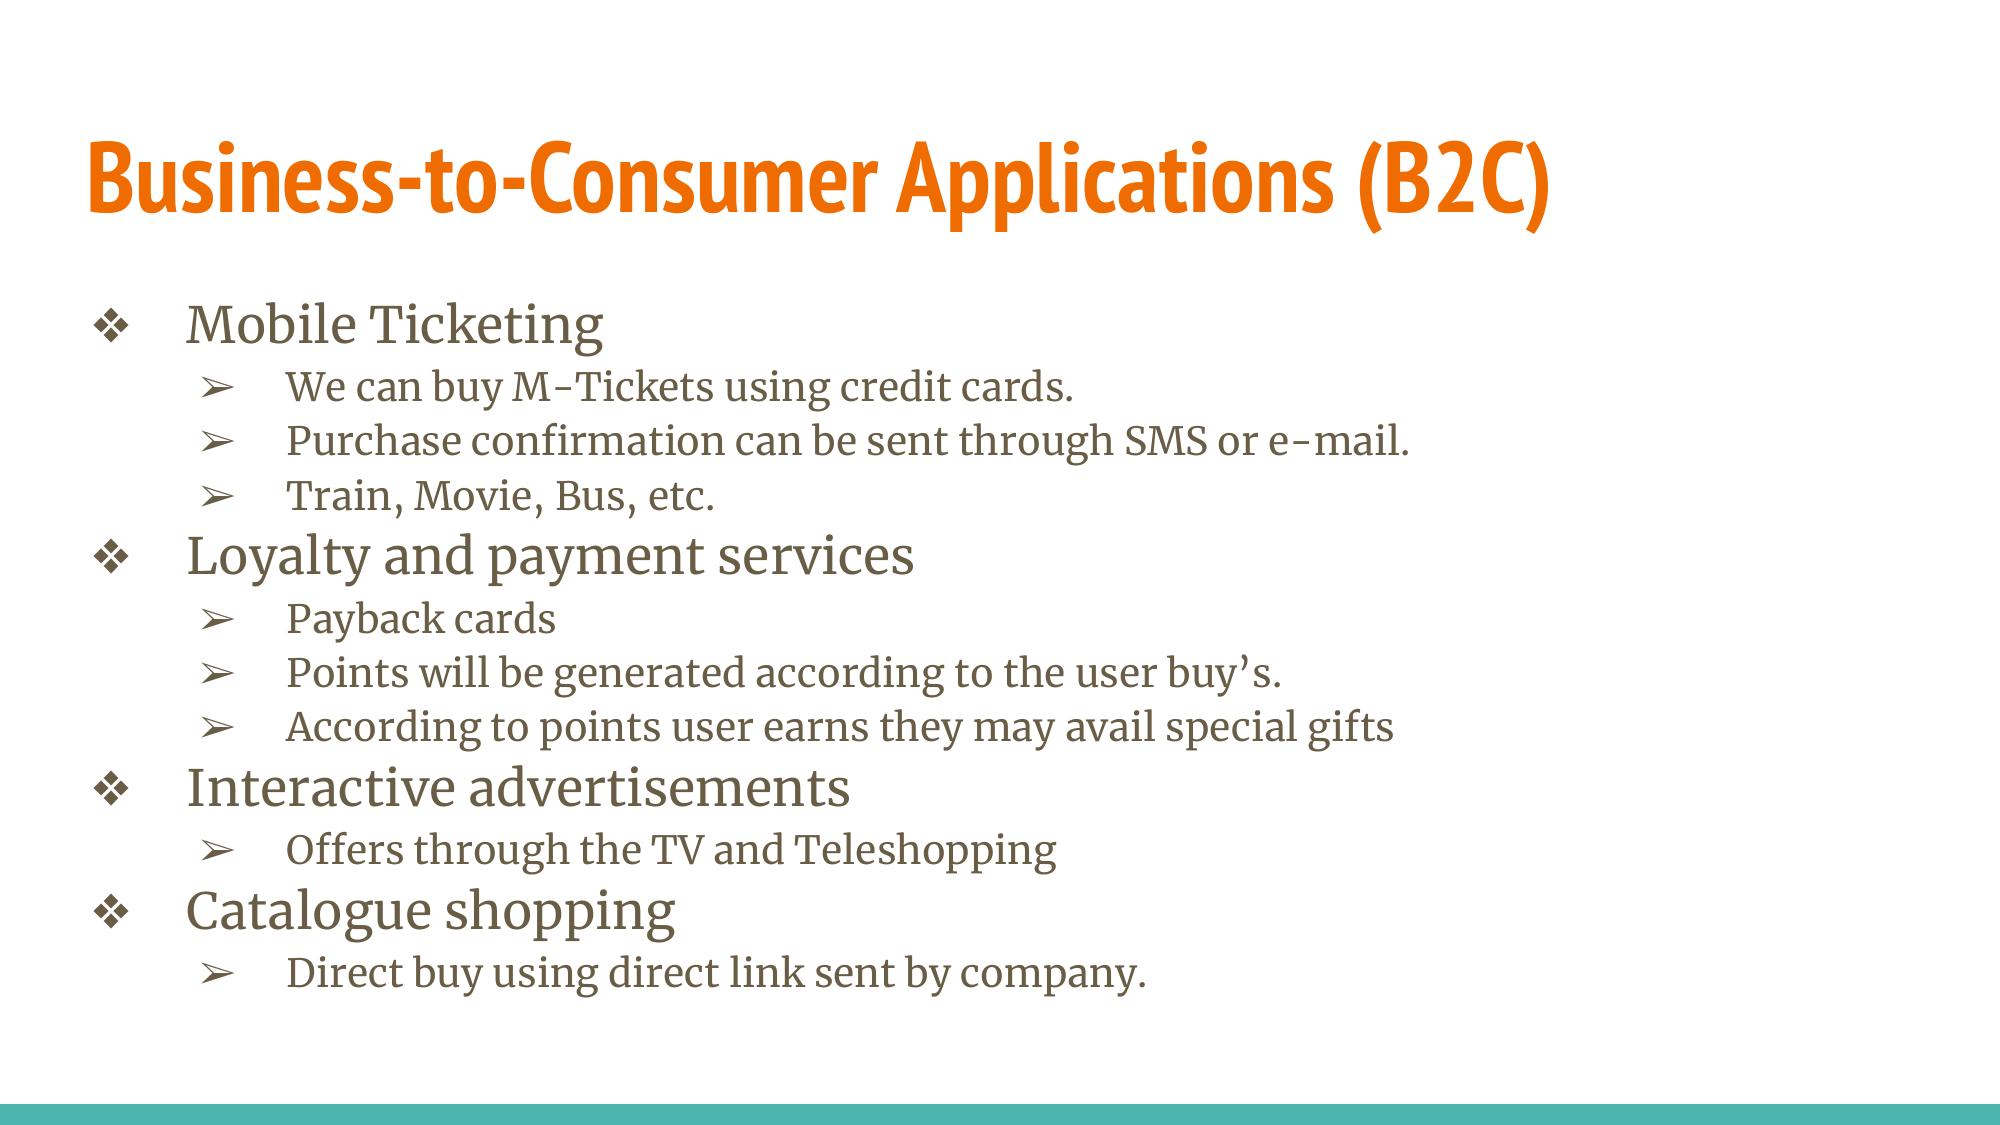 Business-to-Consumer Applications (B2C)
❖ Mobile Ticketing
➢ We can buy M-Tickets using credit cards.
➢ Purchase confirmation can be sent through SMS or e-mail.
➢ Train, Movie, Bus, etc.
❖ Loyalty and payment services
➢ Payback cards
➢ Points will be generated according to the user buy’s.
➢ According to points user earns they may avail special gifts
❖ Interactive advertisements
➢ Offers through the TV and Teleshopping
❖ Catalogue shopping
➢ Direct buy using direct link sent by company.